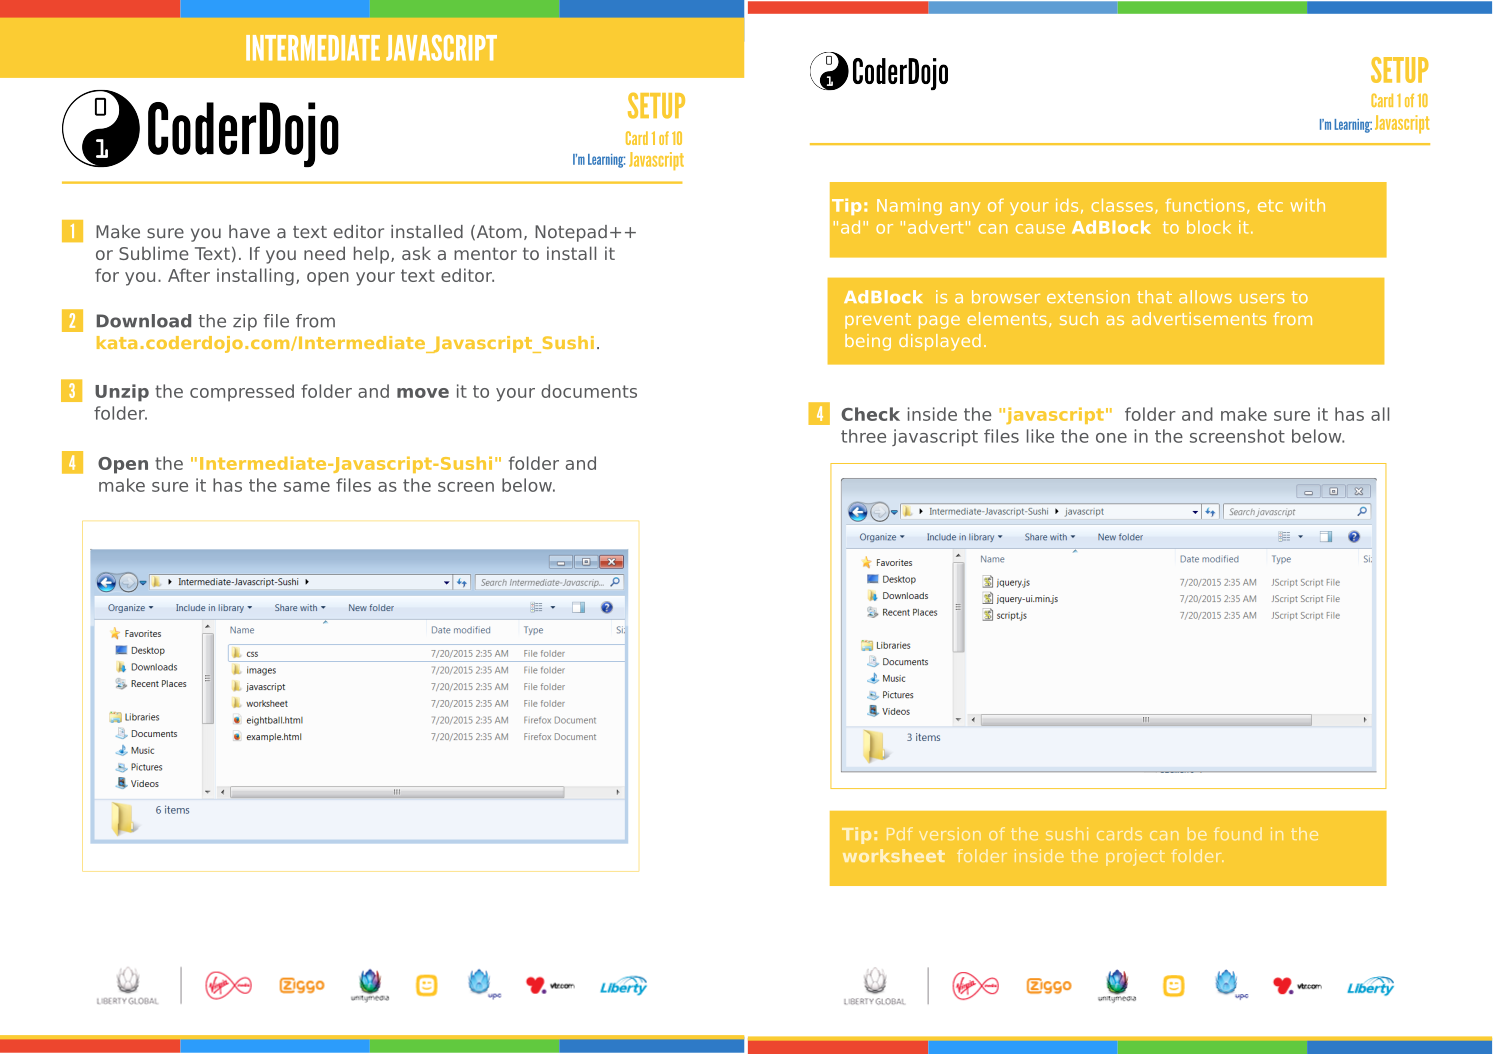 INTERMEDIATE JAVASCRIPT
CoderDojo
SETUP
Card 1 of 10
I'm Learning: Javascript
1 Make sure you have a text editor installed (Atom, Notepad++
or Sublime Text). If you need help, ask a mentor to install it
for you. After installing, open your text editor.
2 Download the zip file from
kata.coderdojo.com/Intermediate_Javascript_Sushi.
3 Unzip the compressed folder and move it to your documents
folder.
4 Open the "Intermediate-Javascript-Sushi" folder and
make sure it has the same files as the screen below.
Intermediate-Javascript-Sushi
Search Intermediate-Javascrip...
Organize Include in library Share with New folder
Favorites
Desktop
Downloads
Recent Places
Libraries
Documents
Music
Pictures
Videos
Name Date modified Type Si
css 7/20/2015 2:35 AM File folder
images 7/20/2015 2:35 AM File folder
javascript 7/20/2015 2:35 AM File folder
worksheet 7/20/2015 2:35 AM File folder
eightball.html 7/20/2015 2:35 AM Firefox Document
example.html 7/20/2015 2:35 AM Firefox Document
6 items
LIBERTY GLOBAL
Virgin media
ziggo
unitymedia
upc
vtr.com
Liberty
CoderDojo
SETUP
Card 1 of 10
I'm Learning: Javascript
Tip: Naming any of your ids, classes, functions, etc with
"ad" or "advert" can cause AdBlock to block it.
AdBlock is a browser extension that allows users to
prevent page elements, such as advertisements from
being displayed.
4 Check inside the "javascript" folder and make sure it has all
three javascript files like the one in the screenshot below.
Intermediate-Javascript-Sushi javascript
Search javascript
Organize Include in library Share with New folder
Favorites
Desktop
Downloads
Recent Places
Libraries
Documents
Music
Pictures
Videos
Name Date modified Type Si
jquery.js 7/20/2015 2:35 AM JScript Script File
jquery-ui.min.js 7/20/2015 2:35 AM JScript Script File
script.js 7/20/2015 2:35 AM JScript Script File
3 items
Tip: Pdf version of the sushi cards can be found in the
worksheet folder inside the project folder.
LIBERTY GLOBAL
Virgin media
ziggo
unitymedia
upc
vtr.com
Liberty